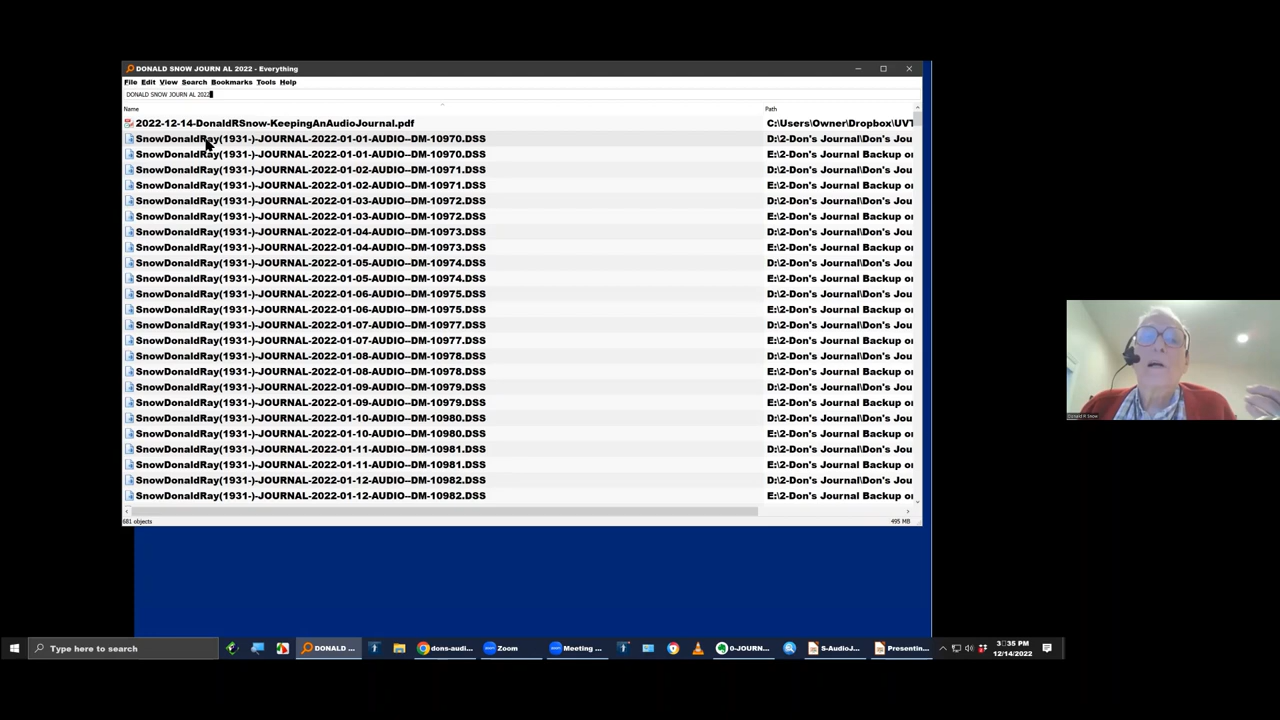 DONALD SNOW JOURN AL 2022 - Everything
File Edit View Search Bookmarks Tools Help
DONALD SNOW JOURN AL 2022
Name Path
2022-12-14-DonaldRSnow-KeepingAnAudioJournal.pdf C:\Users\Owner\Dropbox\UVT
SnowDonaldRay(1931-)-JOURNAL-2022-01-01-AUDIO--DM-10970.DSS D:\2-Don's Journal\Don's Jou
SnowDonaldRay(1931-)-JOURNAL-2022-01-01-AUDIO--DM-10970.DSS E:\2-Don's Journal Backup or
SnowDonaldRay(1931-)-JOURNAL-2022-01-02-AUDIO--DM-10971.DSS D:\2-Don's Journal\Don's Jou
SnowDonaldRay(1931-)-JOURNAL-2022-01-02-AUDIO--DM-10971.DSS E:\2-Don's Journal Backup or
SnowDonaldRay(1931-)-JOURNAL-2022-01-03-AUDIO--DM-10972.DSS D:\2-Don's Journal\Don's Jou
SnowDonaldRay(1931-)-JOURNAL-2022-01-03-AUDIO--DM-10972.DSS E:\2-Don's Journal Backup or
SnowDonaldRay(1931-)-JOURNAL-2022-01-04-AUDIO--DM-10973.DSS D:\2-Don's Journal\Don's Jou
SnowDonaldRay(1931-)-JOURNAL-2022-01-04-AUDIO--DM-10973.DSS E:\2-Don's Journal Backup or
SnowDonaldRay(1931-)-JOURNAL-2022-01-05-AUDIO--DM-10974.DSS D:\2-Don's Journal\Don's Jou
SnowDonaldRay(1931-)-JOURNAL-2022-01-05-AUDIO--DM-10974.DSS E:\2-Don's Journal Backup or
SnowDonaldRay(1931-)-JOURNAL-2022-01-06-AUDIO--DM-10975.DSS D:\2-Don's Journal\Don's Jou
SnowDonaldRay(1931-)-JOURNAL-2022-01-06-AUDIO--DM-10975.DSS E:\2-Don's Journal Backup or
SnowDonaldRay(1931-)-JOURNAL-2022-01-07-AUDIO--DM-10977.DSS D:\2-Don's Journal\Don's Jou
SnowDonaldRay(1931-)-JOURNAL-2022-01-07-AUDIO--DM-10977.DSS E:\2-Don's Journal Backup or
SnowDonaldRay(1931-)-JOURNAL-2022-01-08-AUDIO--DM-10978.DSS D:\2-Don's Journal\Don's Jou
SnowDonaldRay(1931-)-JOURNAL-2022-01-08-AUDIO--DM-10978.DSS E:\2-Don's Journal Backup or
SnowDonaldRay(1931-)-JOURNAL-2022-01-09-AUDIO--DM-10979.DSS D:\2-Don's Journal\Don's Jou
SnowDonaldRay(1931-)-JOURNAL-2022-01-09-AUDIO--DM-10979.DSS E:\2-Don's Journal Backup or
SnowDonaldRay(1931-)-JOURNAL-2022-01-10-AUDIO--DM-10980.DSS D:\2-Don's Journal\Don's Jou
SnowDonaldRay(1931-)-JOURNAL-2022-01-10-AUDIO--DM-10980.DSS E:\2-Don's Journal Backup or
SnowDonaldRay(1931-)-JOURNAL-2022-01-11-AUDIO--DM-10981.DSS D:\2-Don's Journal\Don's Jou
SnowDonaldRay(1931-)-JOURNAL-2022-01-11-AUDIO--DM-10981.DSS E:\2-Don's Journal Backup or
SnowDonaldRay(1931-)-JOURNAL-2022-01-12-AUDIO--DM-10982.DSS D:\2-Don's Journal\Don's Jou
SnowDonaldRay(1931-)-JOURNAL-2022-01-12-AUDIO--DM-10982.DSS E:\2-Don's Journal Backup or
681 objects 495 MB
Donald R Snow
Type here to search DONALD ... dons-audi... Zoom Meeting ... 0-JOURN... S-AudioJ... Presentin... 3:35 PM
12/14/2022